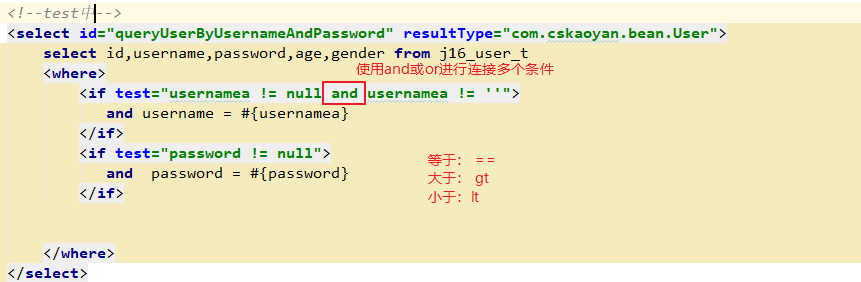 <!--test中-->
<select id="queryUserByUsernameAndPassword" resultType="com.cskaoyan.bean.User">
select id,username,password,age,gender from j16_user_t
<where>
使用and或or进行连接多个条件
<if test="usernamea != null and usernamea != ''">
and username = #{usernamea}
</if>
<if test="password != null">
等于： ==
and  password = #{password}
大于： gt
</if>
小于： lt
</where>
</select>